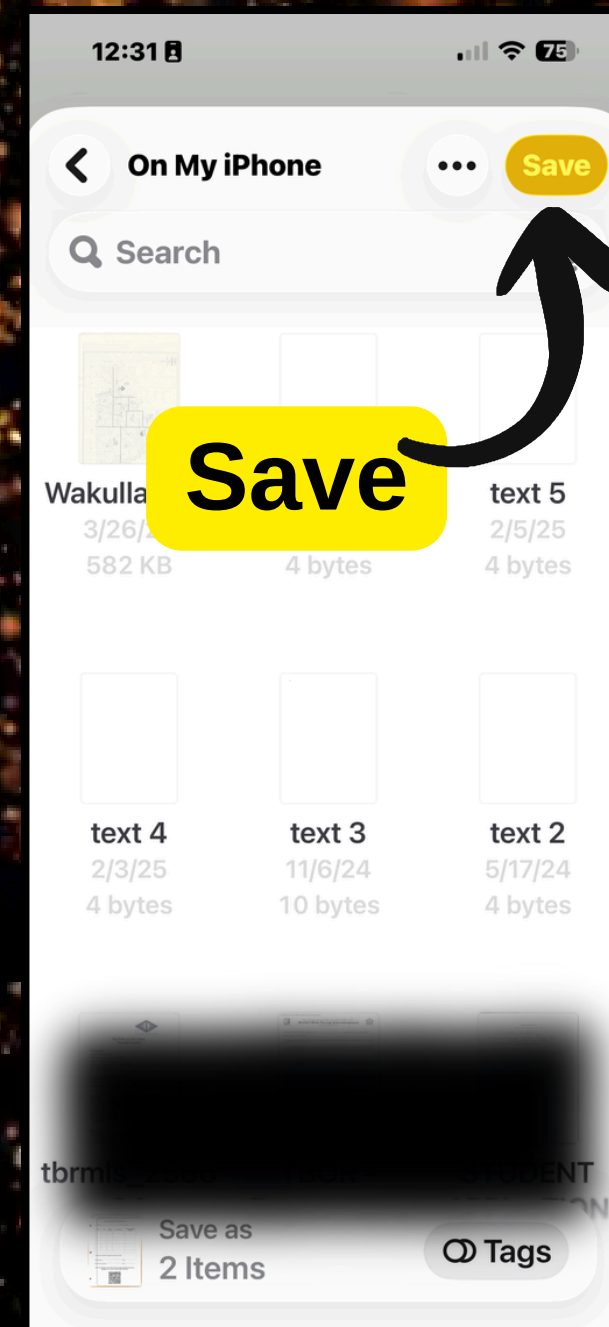 12:31
75
On My iPhone
Save
Search
Save
Wakulla
text 5
3/26/
2/5/25
582 KB
4 bytes
4 bytes
text 4
text 3
text 2
2/3/25
11/6/24
5/17/24
4 bytes
10 bytes
4 bytes
Save as
2 Items
Tags